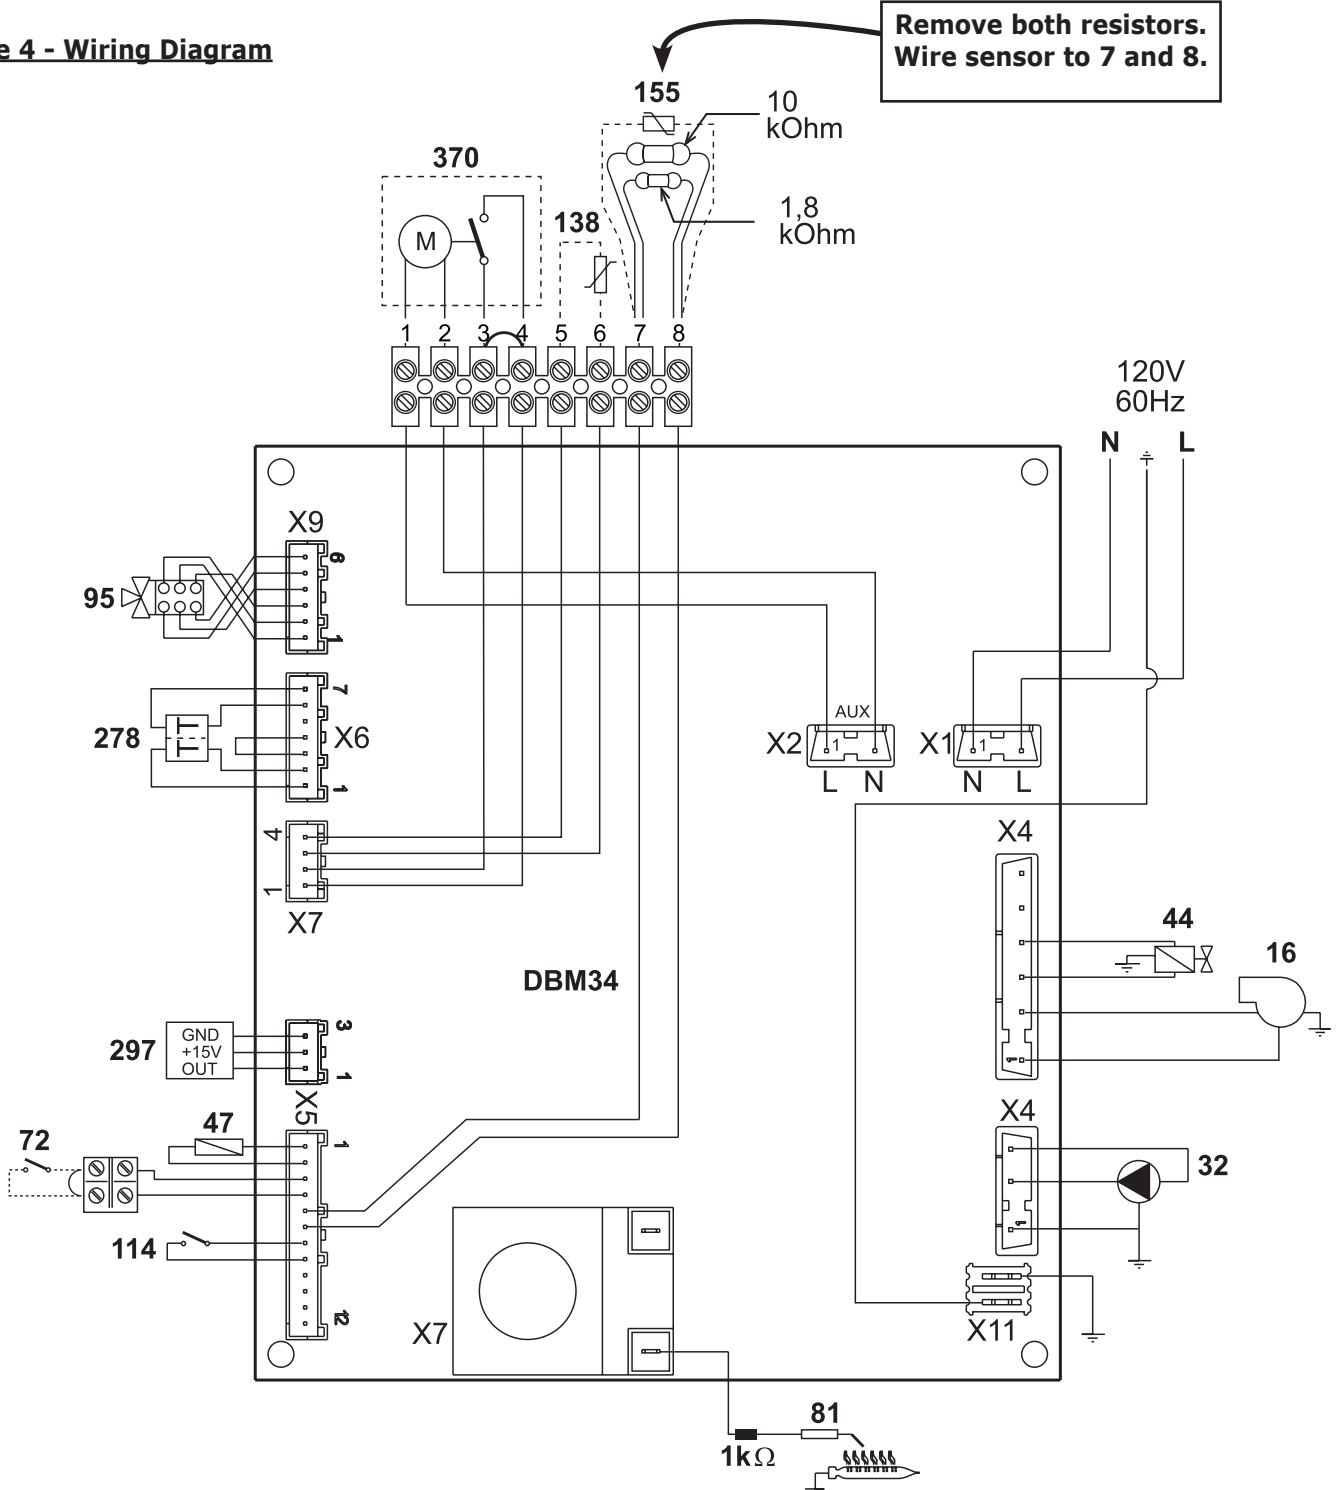 e 4 - Wiring Diagram
Remove both resistors.
Wire sensor to 7 and 8.
155
10
kOhm
370
138
1,8
kOhm
M
1 2 3 4 5 6 7 8
120V
60Hz
N L
X9
6
95
1
7
278
X6
1
AUX
X2
1
L N
X1
1
N L
4
1
X7
X4
44
16
1
DBM34
3
297
GND
+15V
OUT
1
X5
X4
47
1
72
32
1
114
12
X7
X11
81
1kΩ